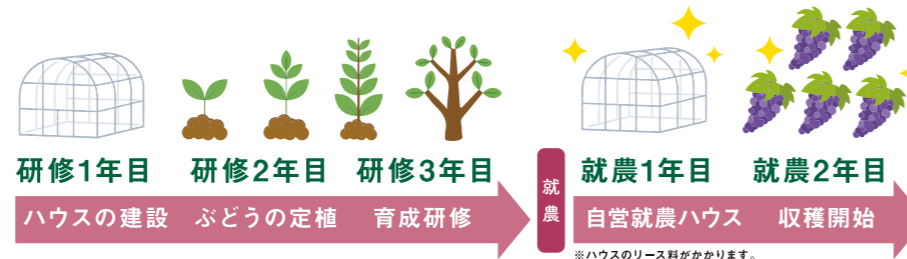 研修1年目 研修2年目 研修3年目
ハウスの建設 ぶどうの定植 育成研修
就農
就農1年目 就農2年目
自営就農ハウス 収穫開始
※ハウスのリース料がかかります。